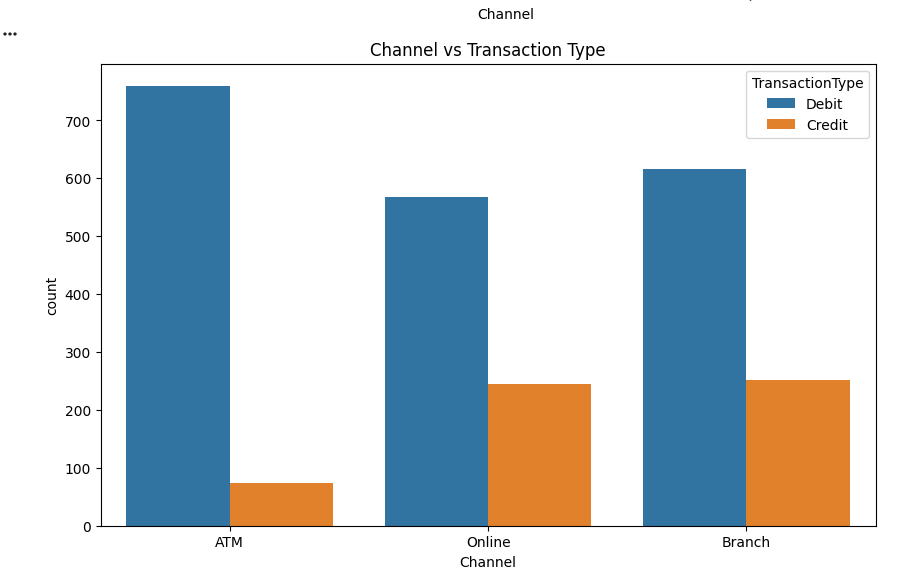 Channel
...
Channel vs Transaction Type
TransactionType
Debit
Credit
700
600
500
400
300
200
100
0
count
ATM Online Branch
Channel